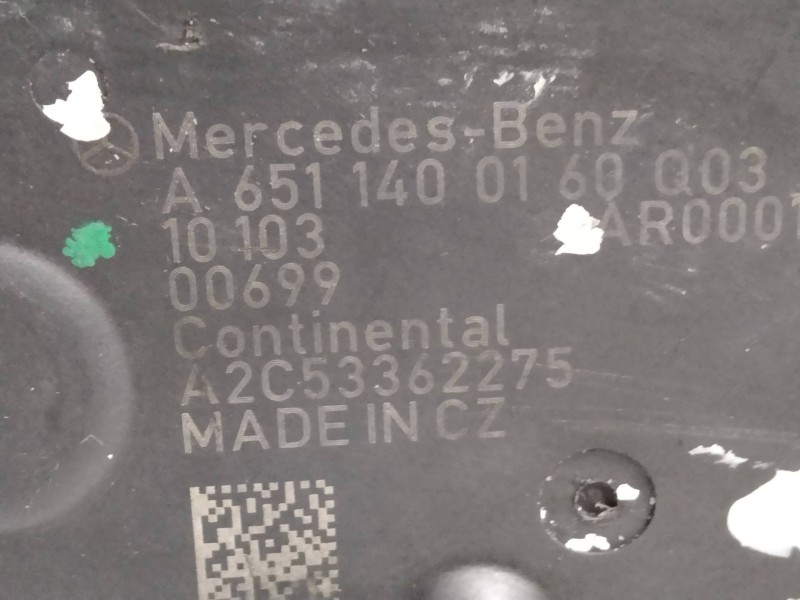 Mercedes-Benz
A 651 140 01 60 Q03
10 103 AR0001
00699
Continental
A2C53362275
MADE IN CZ